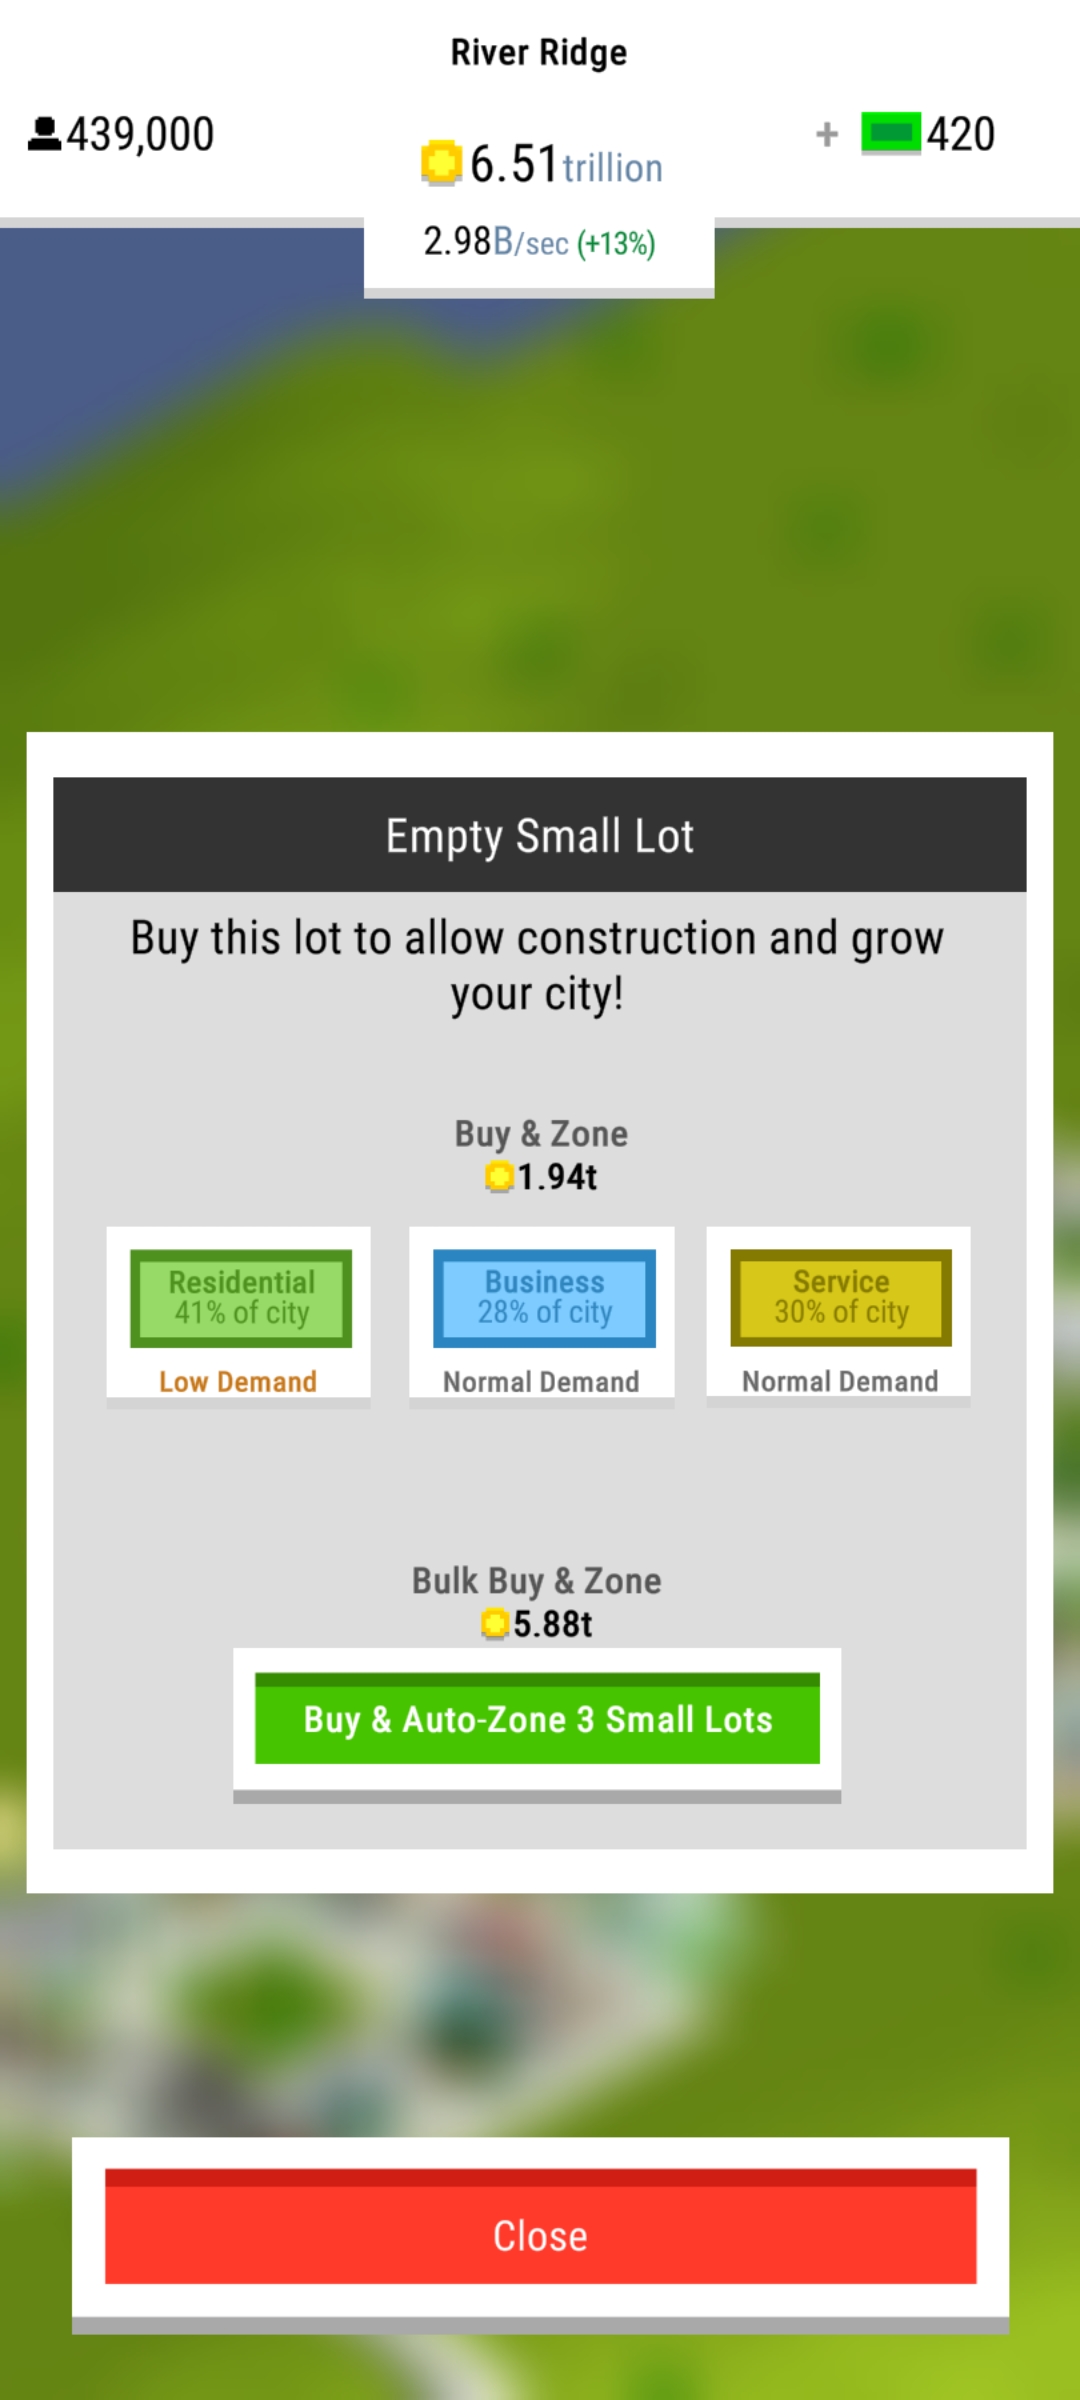 River Ridge
439,000
6.51 trillion
+ 420
2.98B/sec (+13%)
Empty Small Lot
Buy this lot to allow construction and grow
your city!
Buy & Zone
1.94t
Residential
41% of city
Low Demand
Business
28% of city
Normal Demand
Service
30% of city
Normal Demand
Bulk Buy & Zone
5.88t
Buy & Auto-Zone 3 Small Lots
Close